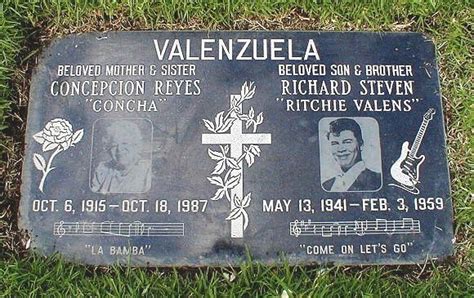 VALENZUELA
BELOVED MOTHER & SISTER
CONCEPCION REYES
"CONCHA"
OCT. 6, 1915 — OCT. 18, 1987
"LA BAMBA"
BELOVED SON & BROTHER
RICHARD STEVEN
"RITCHIE VALENS"
MAY 13, 1941 — FEB. 3, 1959
"COME ON LET'S GO"